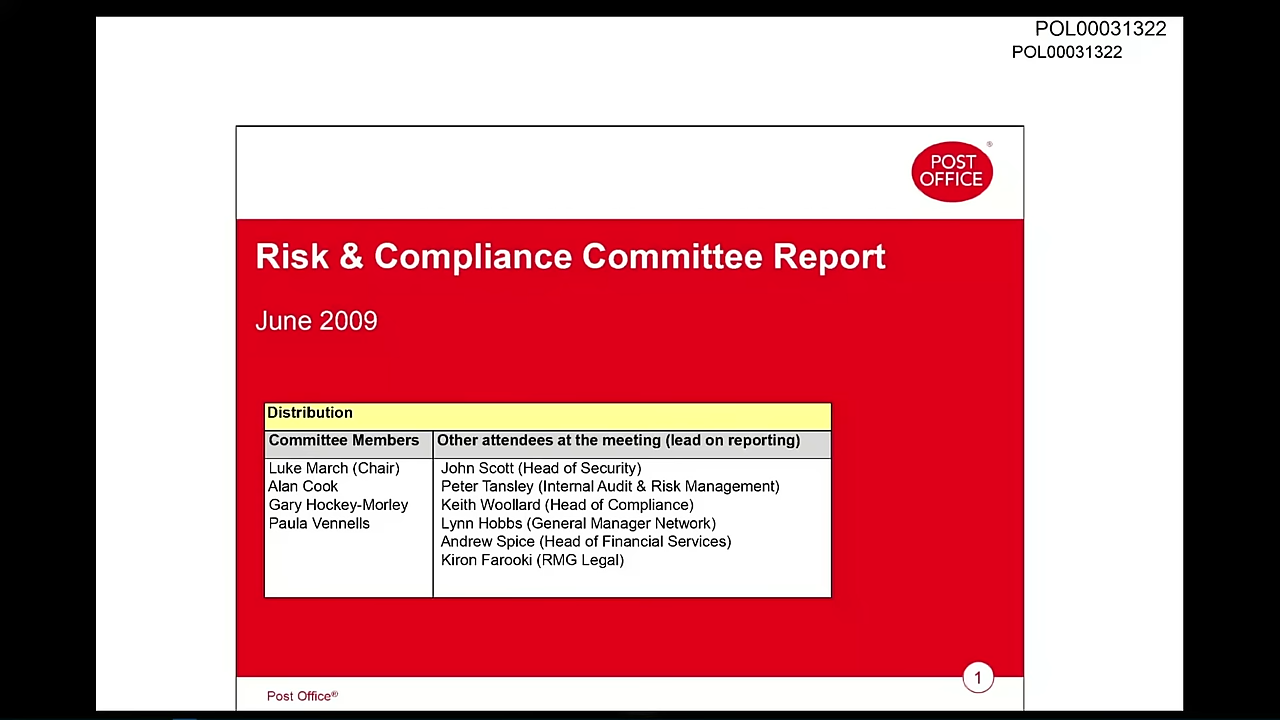 POL00031322
POL00031322
POST
OFFICE
®
Risk & Compliance Committee Report
June 2009
Distribution
Committee Members
Other attendees at the meeting (lead on reporting)
Luke March (Chair)
Alan Cook
Gary Hockey-Morley
Paula Vennells
John Scott (Head of Security)
Peter Tansley (Internal Audit & Risk Management)
Keith Woollard (Head of Compliance)
Lynn Hobbs (General Manager Network)
Andrew Spice (Head of Financial Services)
Kiron Farooki (RMG Legal)
Post Office®
1